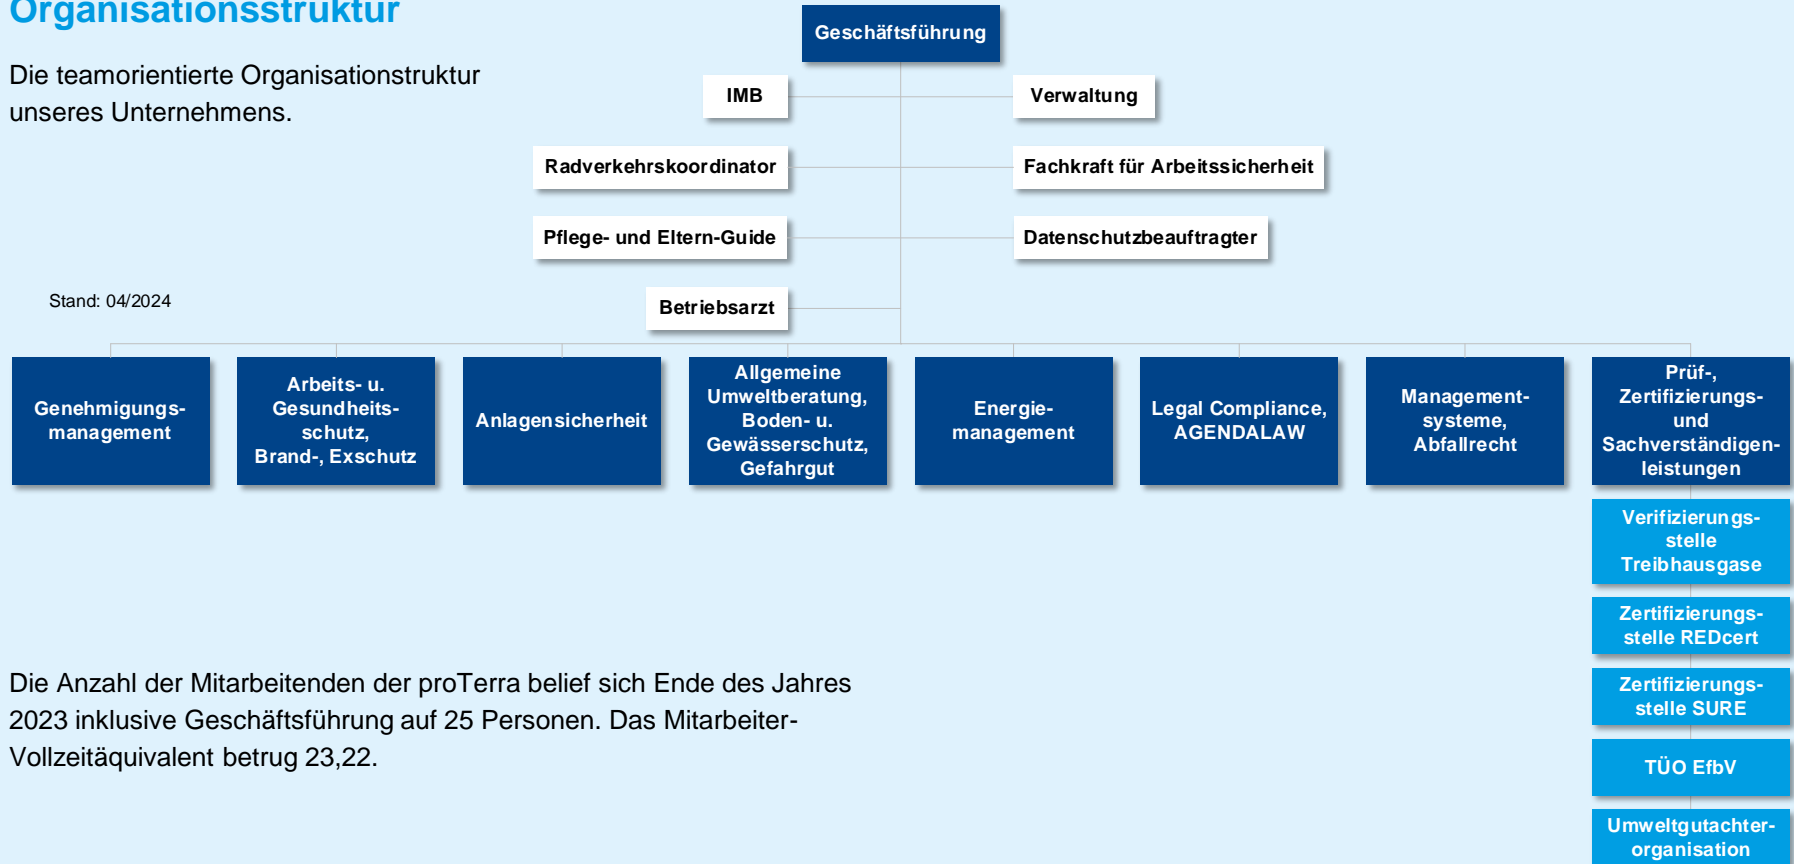 Organisationsstruktur
Die teamorientierte Organisationstruktur
unseres Unternehmens.
Stand: 04/2024
Geschäftsführung
IMB
Verwaltung
Radverkehrskoordinator
Fachkraft für Arbeitssicherheit
Pflege- und Eltern-Guide
Datenschutzbeauftragter
Betriebsarzt
Genehmigungs-
management
Arbeits- u.
Gesundheits-
schutz,
Brand-, Exschutz
Anlagensicherheit
Allgemeine
Umweltberatung,
Boden- u.
Gewässerschutz,
Gefahrgut
Energie-
management
Legal Compliance,
AGENDALAW
Management-
systeme,
Abfallrecht
Prüf-,
Zertifizierungs-
und
Sachverständigen-
leistungen
Verifizierungs-
stelle
Treibhausgase
Zertifizierungs-
stelle REDcert
Zertifizierungs-
stelle SURE
TÜO EfbV
Umweltgutachter-
organisation
Die Anzahl der Mitarbeitenden der proTerra belief sich Ende des Jahres
2023 inklusive Geschäftsführung auf 25 Personen. Das Mitarbeiter-
Vollzeitäquivalent betrug 23,22.